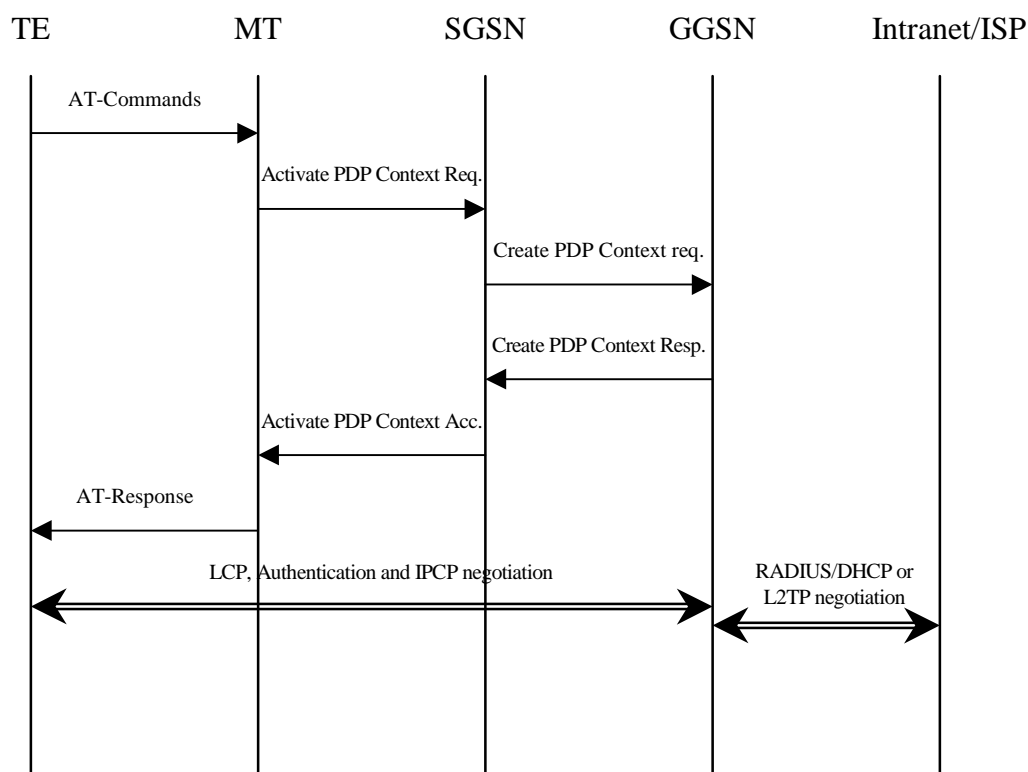 TE MT SGSN GGSN Intranet/ISP
AT-Commands
Activate PDP Context Req.
Create PDP Context req.
Create PDP Context Resp.
Activate PDP Context Acc.
AT-Response
LCP, Authentication and IPCP negotiation
RADIUS/DHCP or
L2TP negotiation